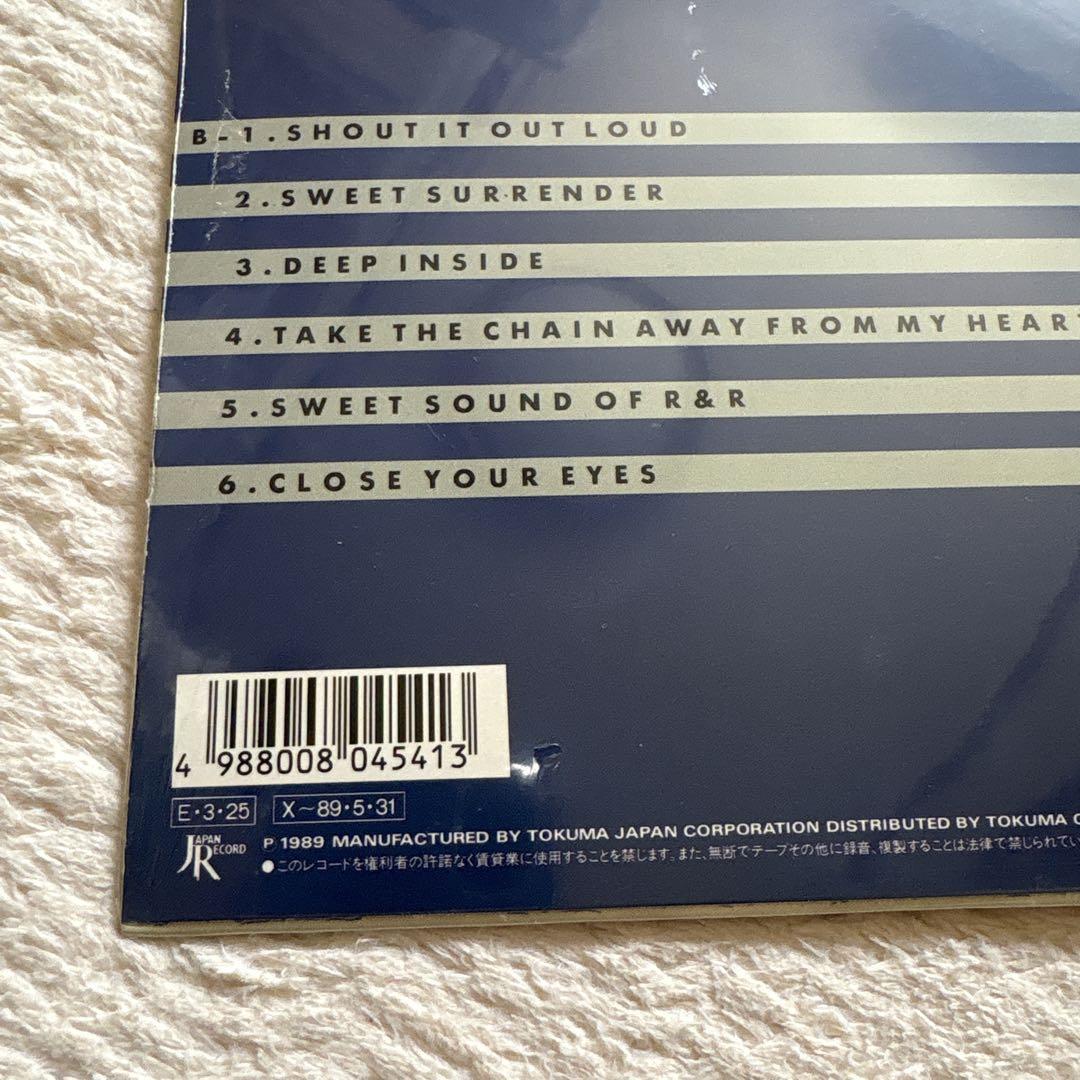 B-1.SHOUT IT OUT LOUD
2.SWEET SUR·RENDER
3.DEEP INSIDE
4.TAKE THE CHAIN AWAY FROM MY HEART
5.SWEET SOUND OF R&R
6.CLOSE YOUR EYES
4 988008 045413
E·3·25 X～89·5·31
JAPAN RECORD
Ⓟ 1989 MANUFACTURED BY TOKUMA JAPAN CORPORATION DISTRIBUTED BY TOKUMA
●このレコードを権利者の許諾なく賃貸業に使用することを禁じます。また、無断でテープその他に録音、複製することは法律で禁じられてい